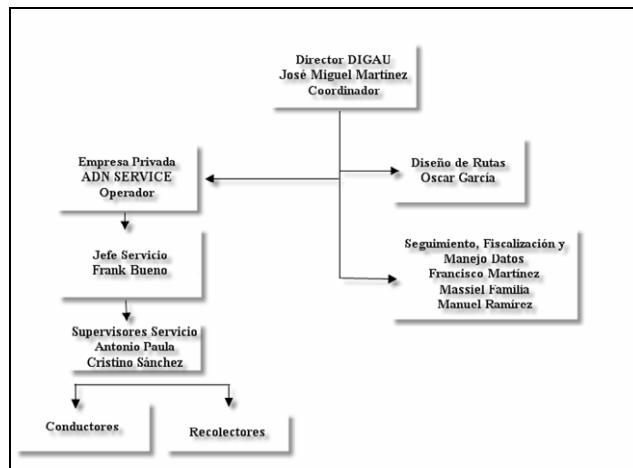 Director DIGAU
José Miguel Martínez
Coordinador
Empresa Privada
ADN SERVICE
Operador
Diseño de Rutas
Oscar García
Jefe Servicio
Frank Bueno
Seguimiento, Fiscalización y
Manejo Datos
Francisco Martínez
Massiel Familia
Manuel Ramírez
Supervisores Servicio
Antonio Paula
Cristino Sánchez
Conductores
Recolectores